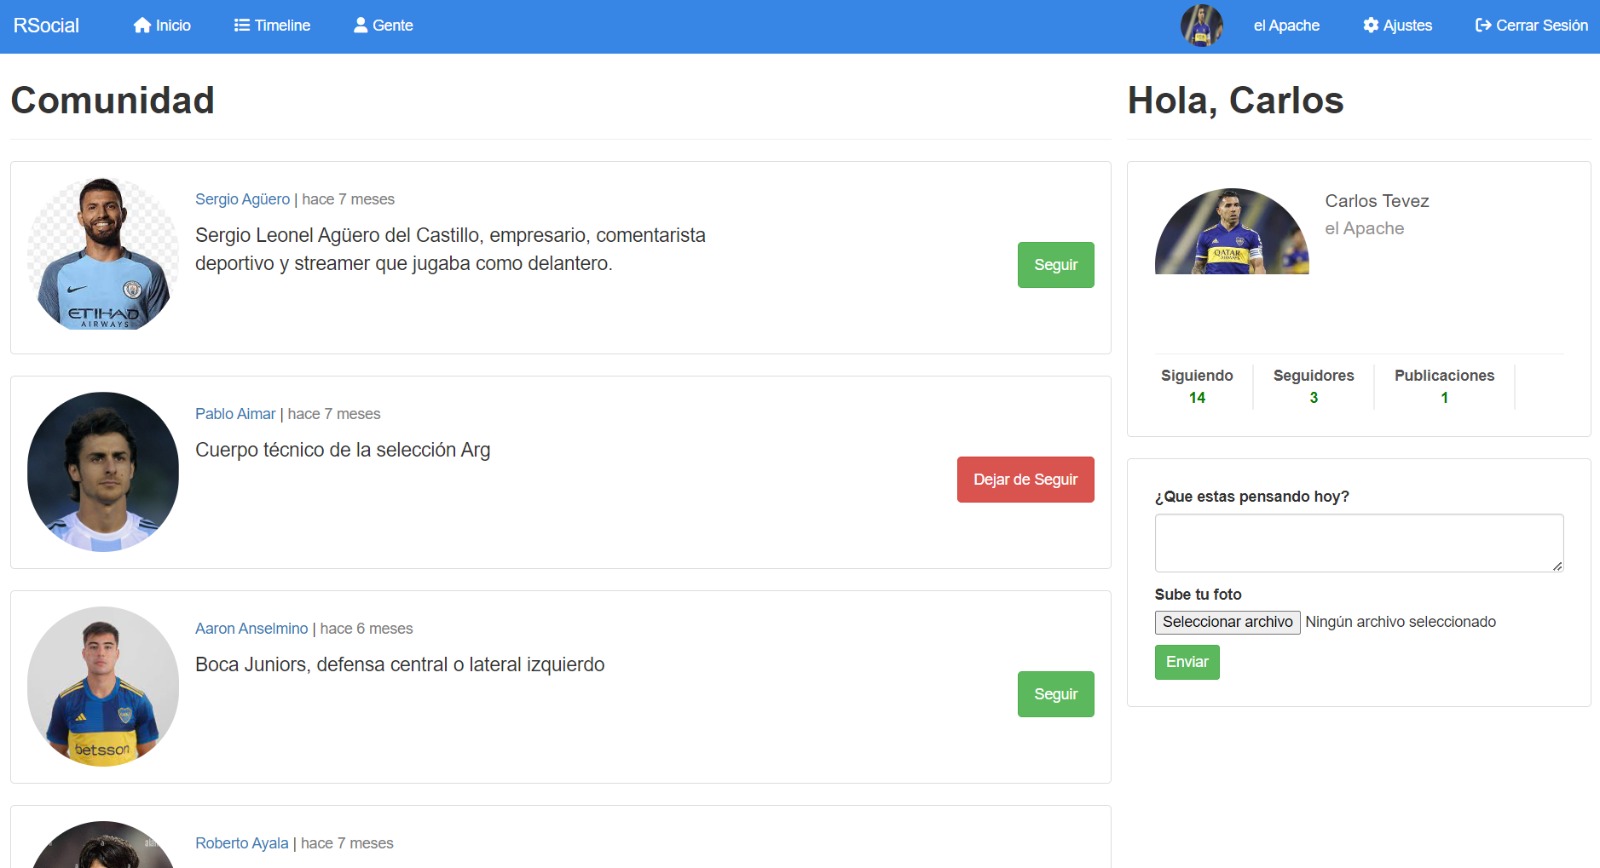 RSocial
Inicio
Timeline
Gente
el Apache
Ajustes
Cerrar Sesión
Comunidad
Sergio Agüero | hace 7 meses
Sergio Leonel Agüero del Castillo, empresario, comentarista
deportivo y streamer que jugaba como delantero.
Seguir
ETIHAD
AIRWAYS
Pablo Aimar | hace 7 meses
Cuerpo técnico de la selección Arg
Dejar de Seguir
Aaron Anselmino | hace 6 meses
Boca Juniors, defensa central o lateral izquierdo
Seguir
betsson
Roberto Ayala | hace 7 meses
Hola, Carlos
Carlos Tevez
el Apache
QATAR
AIRWAYS
Siguiendo
14
Seguidores
3
Publicaciones
1
¿Que estas pensando hoy?
Sube tu foto
Seleccionar archivo Ningún archivo seleccionado
Enviar